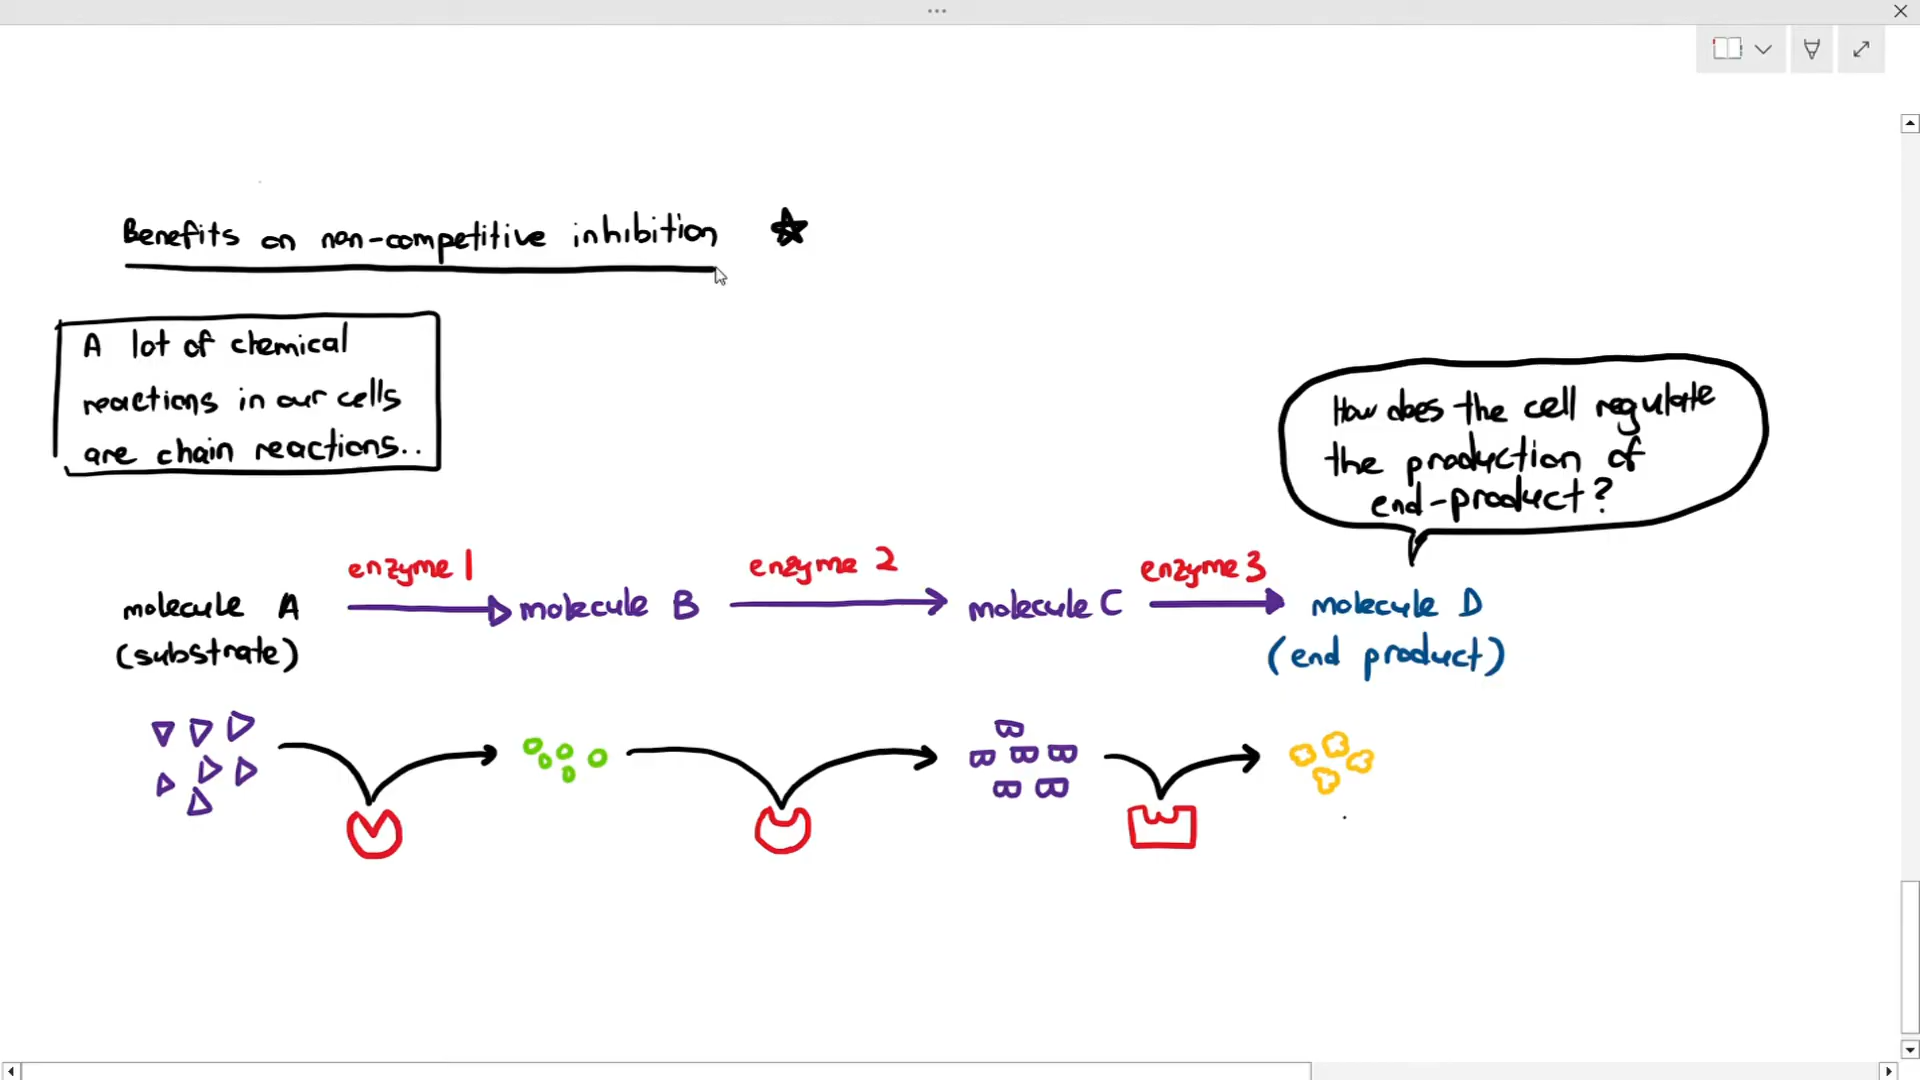 Benefits on non-competitive inhibition
A lot of chemical
reactions in our cells
are chain reactions..
How does the cell regulate
the production of
end-product?
enzyme 1 enzyme 2 enzyme 3
molecule A molecule B molecule C molecule D
(substrate) (end product)